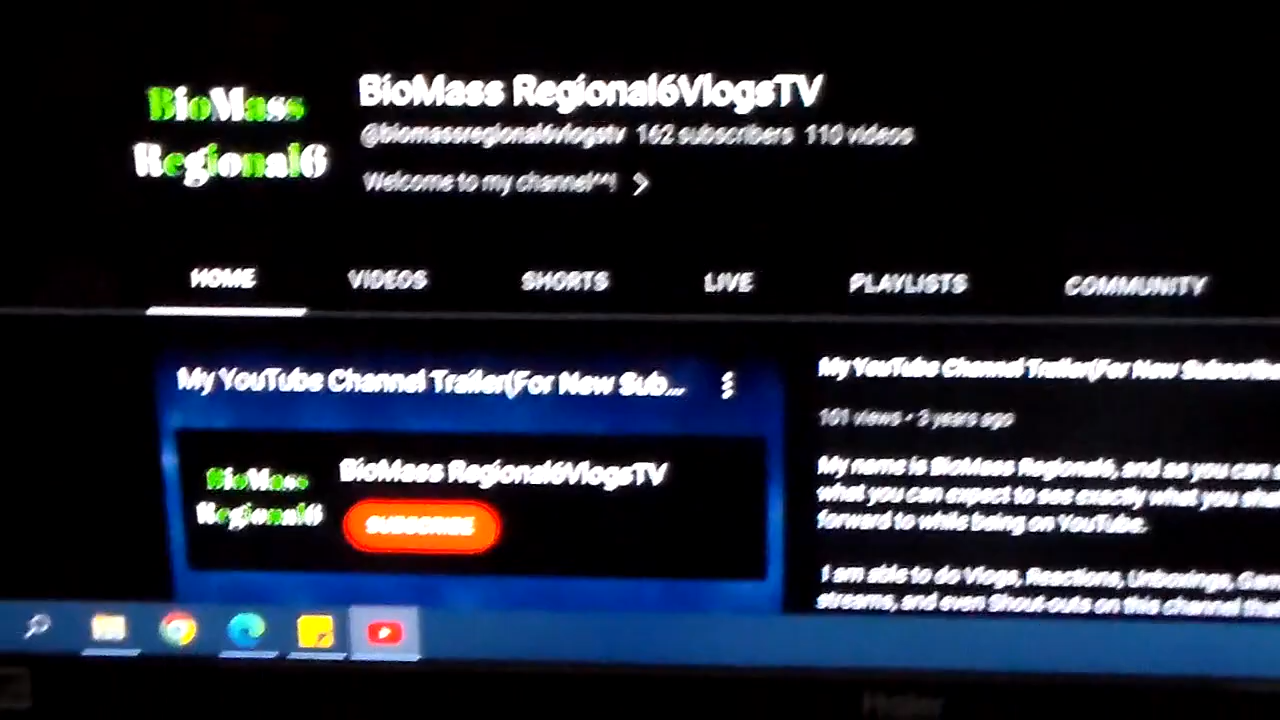 BioMass
Regional6
BioMass Regional6VlogsTV
@biomassregional6vlogstv 162 subscribers 110 videos
Welcome to my channel^^!
HOME VIDEOS SHORTS LIVE PLAYLISTS COMMUNITY
My YouTube Channel Trailer(For New Sub...
BioMass
Regional6
BioMass Regional6VlogsTV
SUBSCRIBE
My YouTube Channel Trailer(For New Subscribe
101 views • 3 years ago
My name is BioMass Regional6, and as you can
what you can expect to see exactly what you
forward to while being on YouTube.
I am able to do Vlogs, Reactions, Unboxings,
streams, and even Shout-outs on this channel